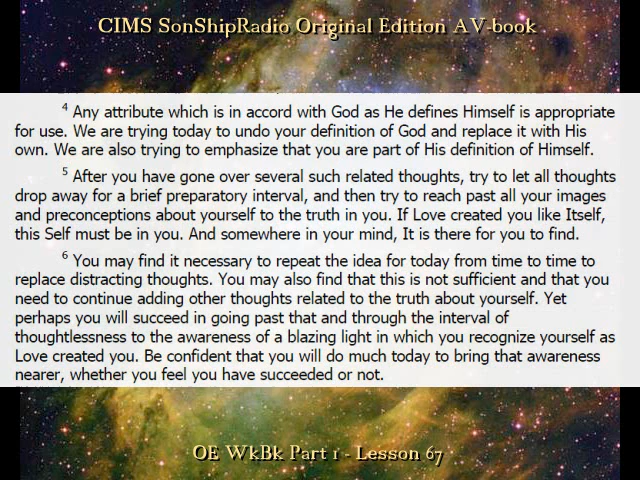 CIMS SonShipRadio Original Edition AV-book
4 Any attribute which is in accord with God as He defines Himself is appropriate
for use. We are trying today to undo your definition of God and replace it with His
own. We are also trying to emphasize that you are part of His definition of Himself.
5 After you have gone over several such related thoughts, try to let all thoughts
drop away for a brief preparatory interval, and then try to reach past all your images
and preconceptions about yourself to the truth in you. If Love created you like Itself,
this Self must be in you. And somewhere in your mind, It is there for you to find.
6 You may find it necessary to repeat the idea for today from time to time to
replace distracting thoughts. You may also find that this is not sufficient and that you
need to continue adding other thoughts related to the truth about yourself. Yet
perhaps you will succeed in going past that and through the interval of
thoughtlessness to the awareness of a blazing light in which you recognize yourself as
Love created you. Be confident that you will do much today to bring that awareness
nearer, whether you feel you have succeeded or not.
OE WkBk Part 1 - Lesson 67